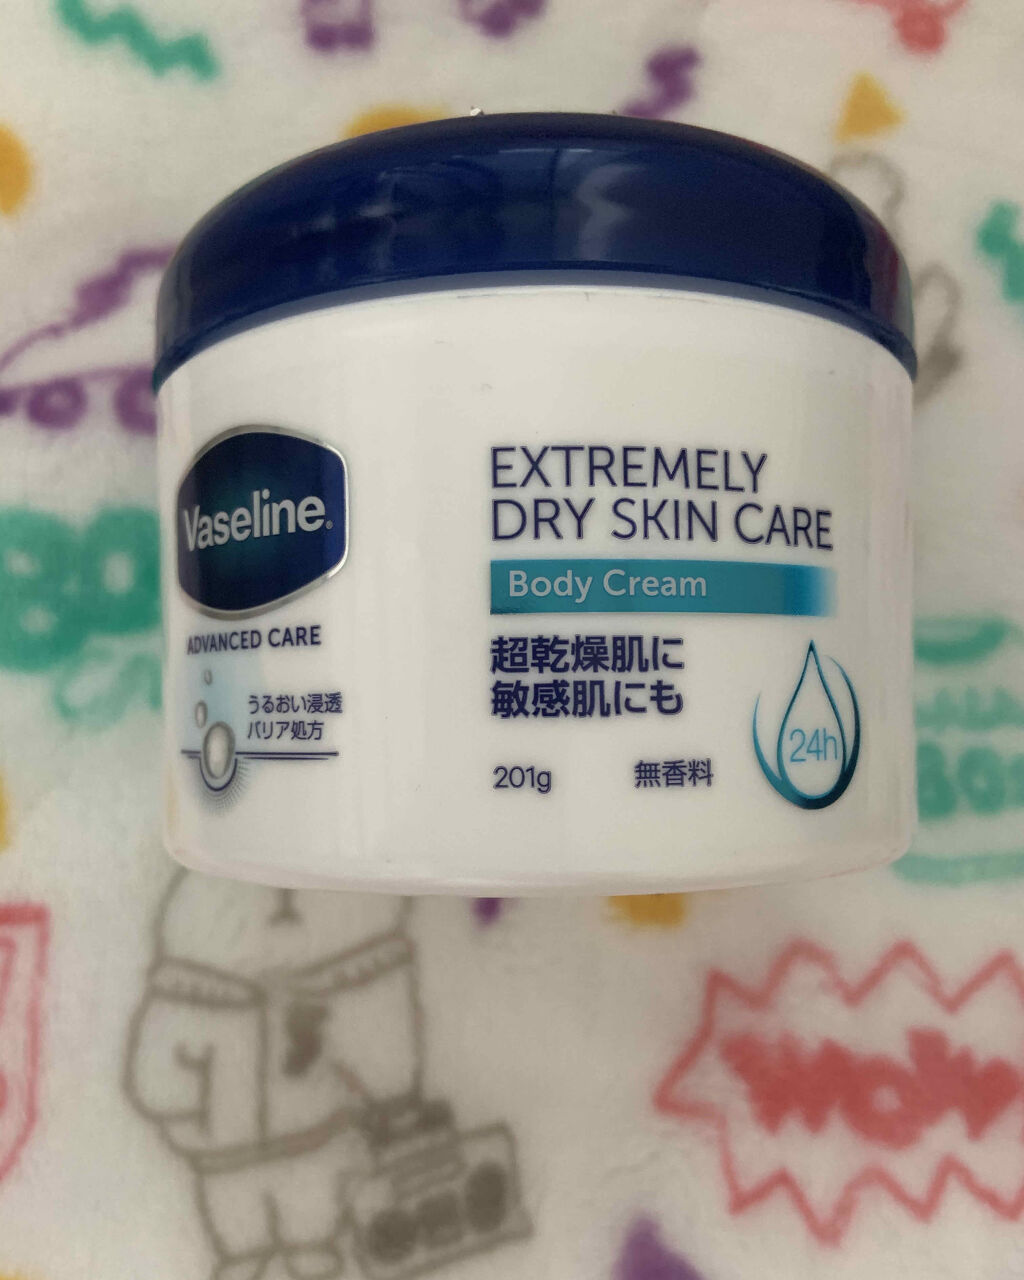 Vaseline®
ADVANCED CARE
うるおい浸透
バリア処方
EXTREMELY
DRY SKIN CARE
Body Cream
超乾燥肌に
敏感肌にも
201g
無香料
24h